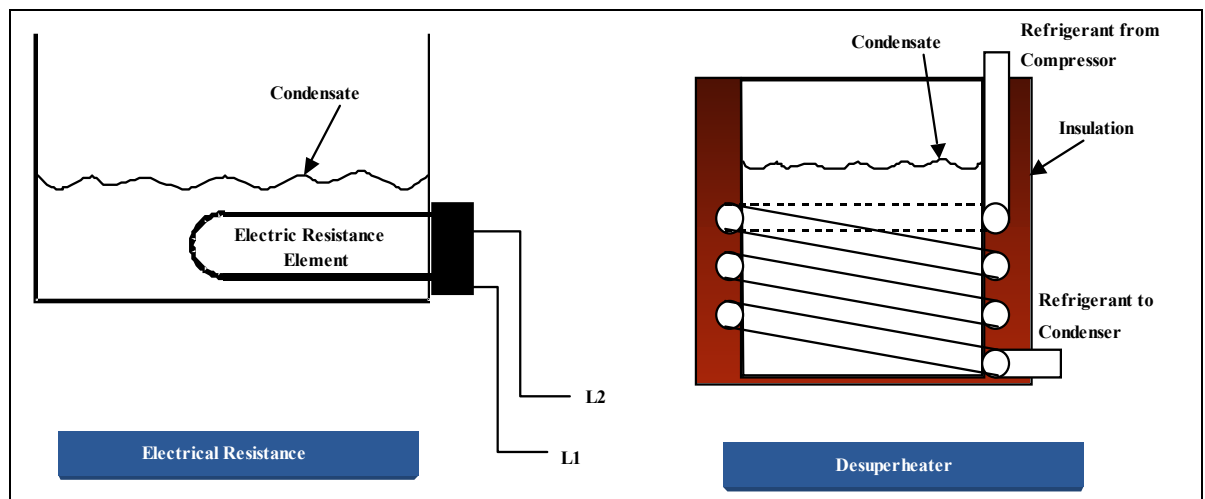 Condensate
Electric Resistance
Element
L2
L1
Electrical Resistance
Refrigerant from
Compressor
Condensate
Insulation
Refrigerant to
Condenser
Desuperheater